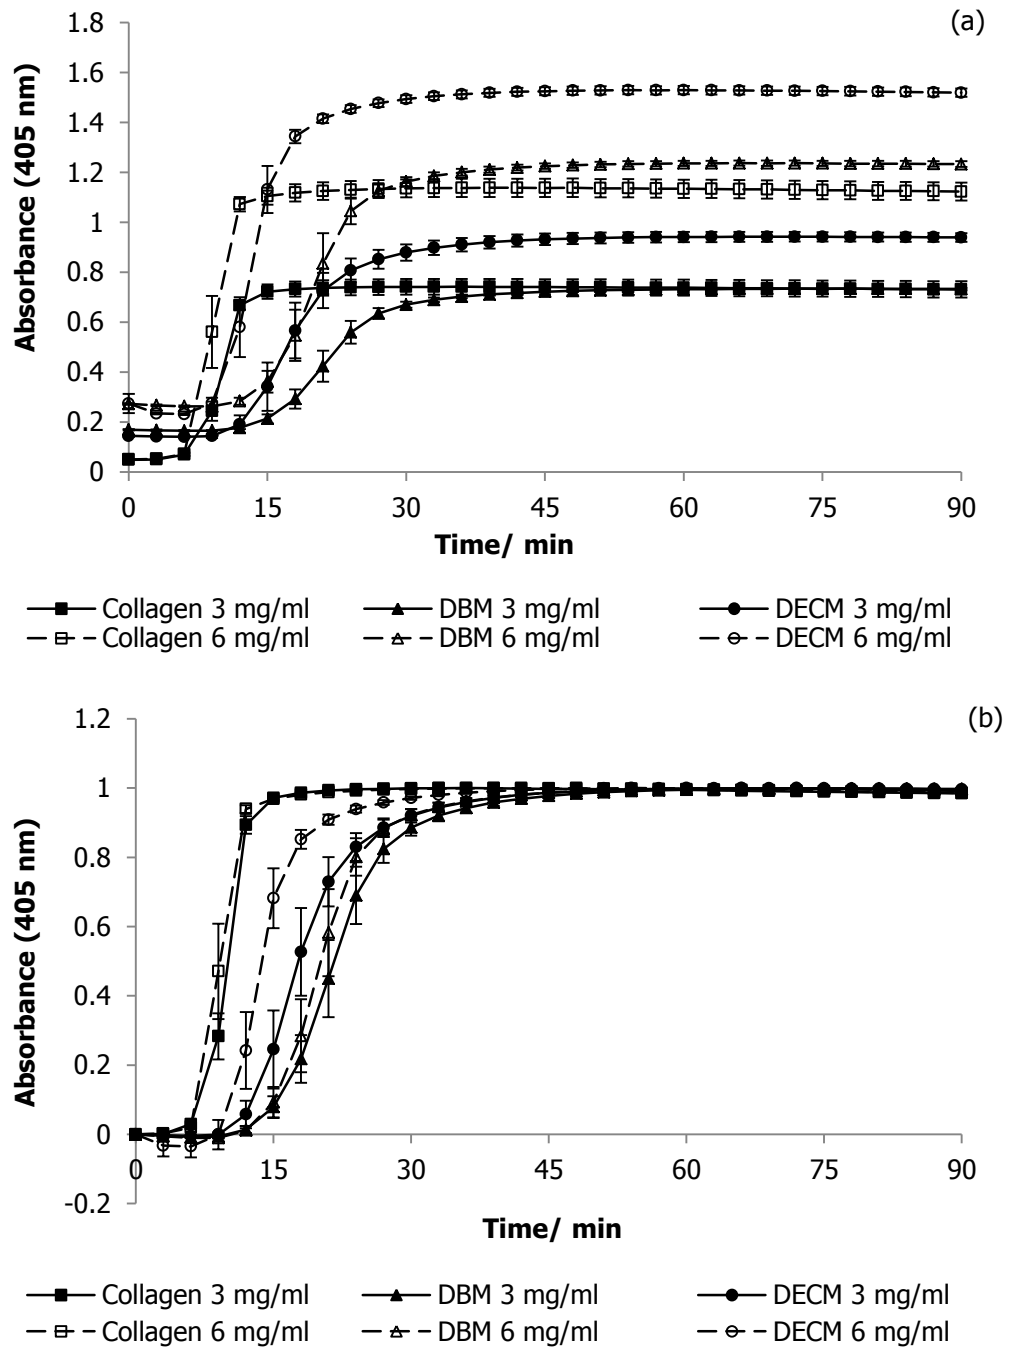 (a)
Absorbance (405 nm)
1.8
1.6
1.4
1.2
1
0.8
0.6
0.4
0.2
0
0 15 30 45 60 75 90
Time/ min
Collagen 3 mg/ml DBM 3 mg/ml DECM 3 mg/ml
Collagen 6 mg/ml DBM 6 mg/ml DECM 6 mg/ml
(b)
Absorbance (405 nm)
1.2
1
0.8
0.6
0.4
0.2
0
-0.2
0 15 30 45 60 75 90
Time/ min
Collagen 3 mg/ml DBM 3 mg/ml DECM 3 mg/ml
Collagen 6 mg/ml DBM 6 mg/ml DECM 6 mg/ml